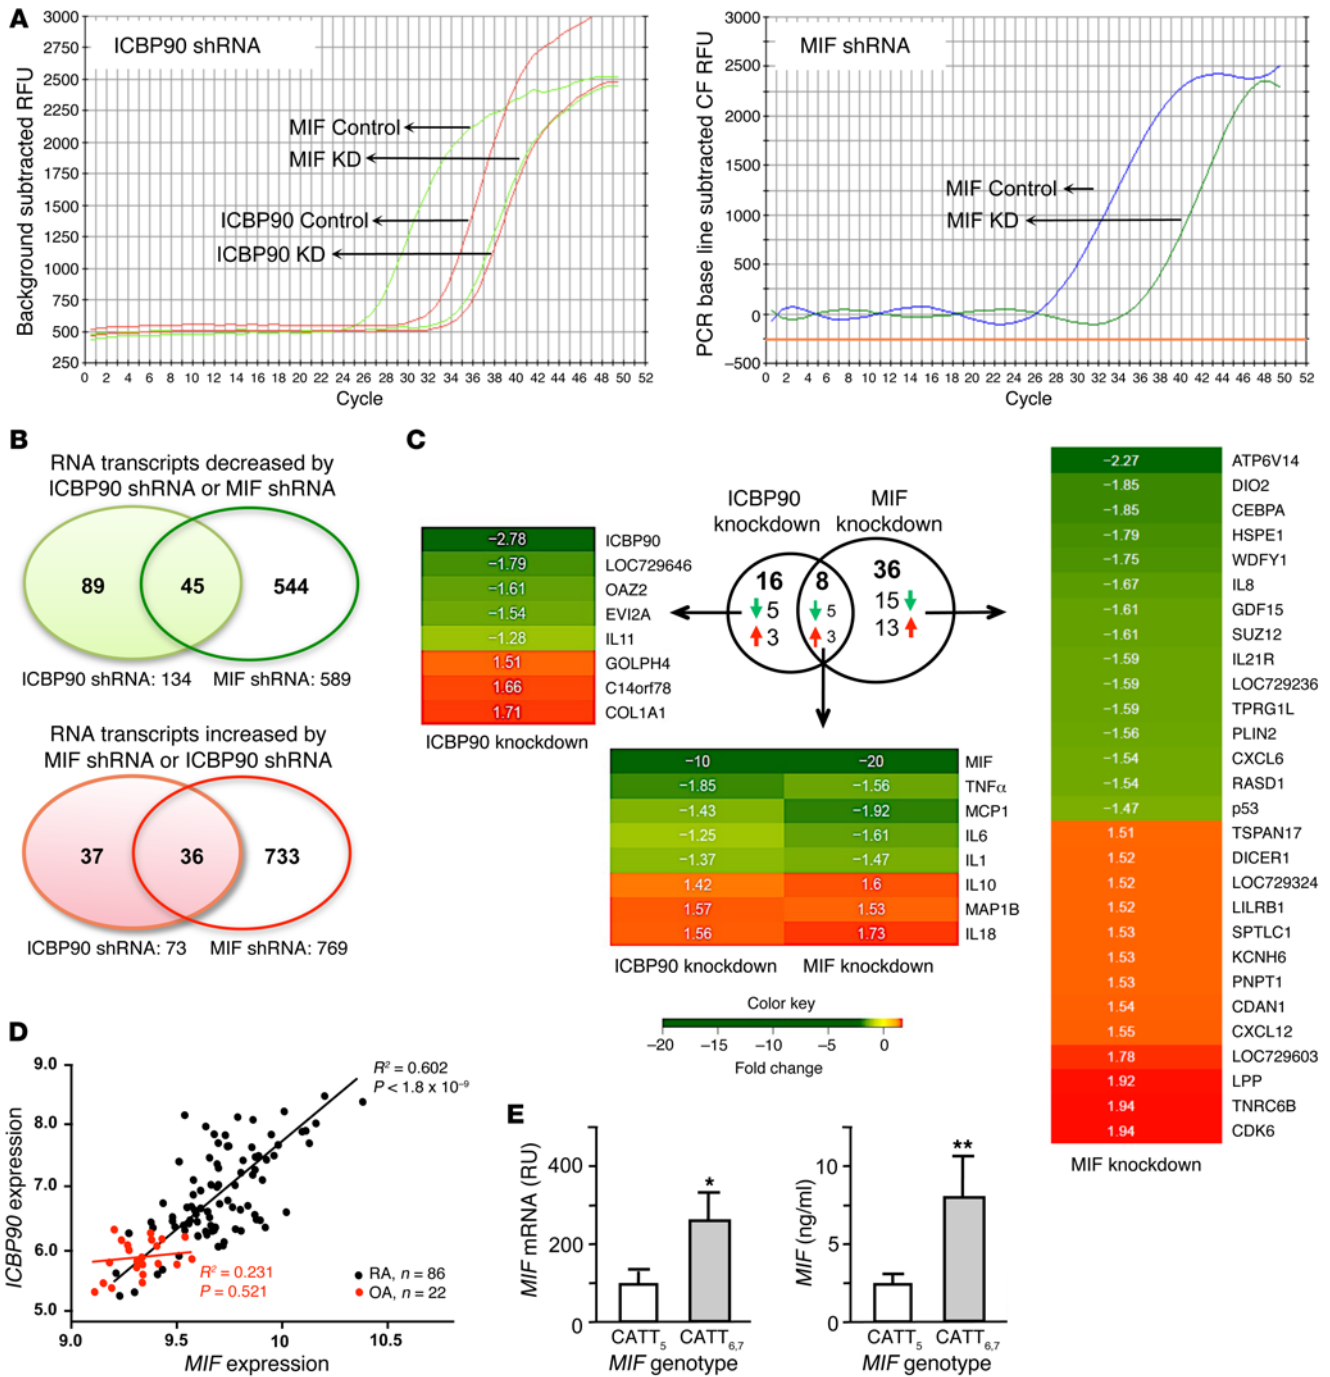 A
3000
2750
2500
2250
2000
1750
1500
1250
1000
750
500
250
Background subtracted RFU
ICBP90 shRNA
MIF Control
MIF KD
ICBP90 Control
ICBP90 KD
0 2 4 6 8 10 12 14 16 18 20 22 24 26 28 30 32 34 36 38 40 42 44 46 48 50 52
Cycle
3000
2500
2000
1500
1000
500
0
−500
PCR base line subtracted CF RFU
MIF shRNA
MIF Control
MIF KD
0 2 4 6 8 10 12 14 16 18 20 22 24 26 28 30 32 34 36 38 40 42 44 46 48 50 52
Cycle
B
RNA transcripts decreased by
ICBP90 shRNA or MIF shRNA
89 45 544
ICBP90 shRNA: 134 MIF shRNA: 589
RNA transcripts increased by
MIF shRNA or ICBP90 shRNA
37 36 733
ICBP90 shRNA: 73 MIF shRNA: 769
C
−2.78 ICBP90
−1.79 LOC729646
−1.61 OAZ2
−1.54 EVI2A
−1.28 IL11
1.51 GOLPH4
1.66 C14orf78
1.71 COL1A1
ICBP90 knockdown
ICBP90
knockdown
MIF
knockdown
16 8 36
5 5 15
3 3 13
−10 −20 MIF
−1.85 −1.56 TNFα
−1.43 −1.92 MCP1
−1.25 −1.61 IL6
−1.37 −1.47 IL1
1.42 1.6 IL10
1.57 1.53 MAP1B
1.56 1.73 IL18
ICBP90 knockdown MIF knockdown
Color key
−20 −15 −10 −5 0
Fold change
−2.27 ATP6V14
−1.85 DIO2
−1.85 CEBPA
−1.79 HSPE1
−1.75 WDFY1
−1.67 IL8
−1.61 GDF15
−1.61 SUZ12
−1.59 IL21R
−1.59 LOC729236
−1.59 TPRG1L
−1.56 PLIN2
−1.54 CXCL6
−1.54 RASD1
−1.47 p53
1.51 TSPAN17
1.52 DICER1
1.52 LOC729324
1.52 LILRB1
1.53 SPTLC1
1.53 KCNH6
1.53 PNPT1
1.54 CDAN1
1.55 CXCL12
1.78 LOC729603
1.92 LPP
1.94 TNRC6B
1.94 CDK6
MIF knockdown
D
9.0
8.0
7.0
6.0
5.0
ICBP90 expression
R² = 0.602
P < 1.8 x 10⁻⁹
R² = 0.231
P = 0.521
RA, n = 86
OA, n = 22
9.0 9.5 10 10.5
MIF expression
E
400
200
0
MIF mRNA (RU)
*
CATT₅ CATT₆,₇
MIF genotype
10
5
0
MIF (ng/ml)
**
CATT₅ CATT₆,₇
MIF genotype